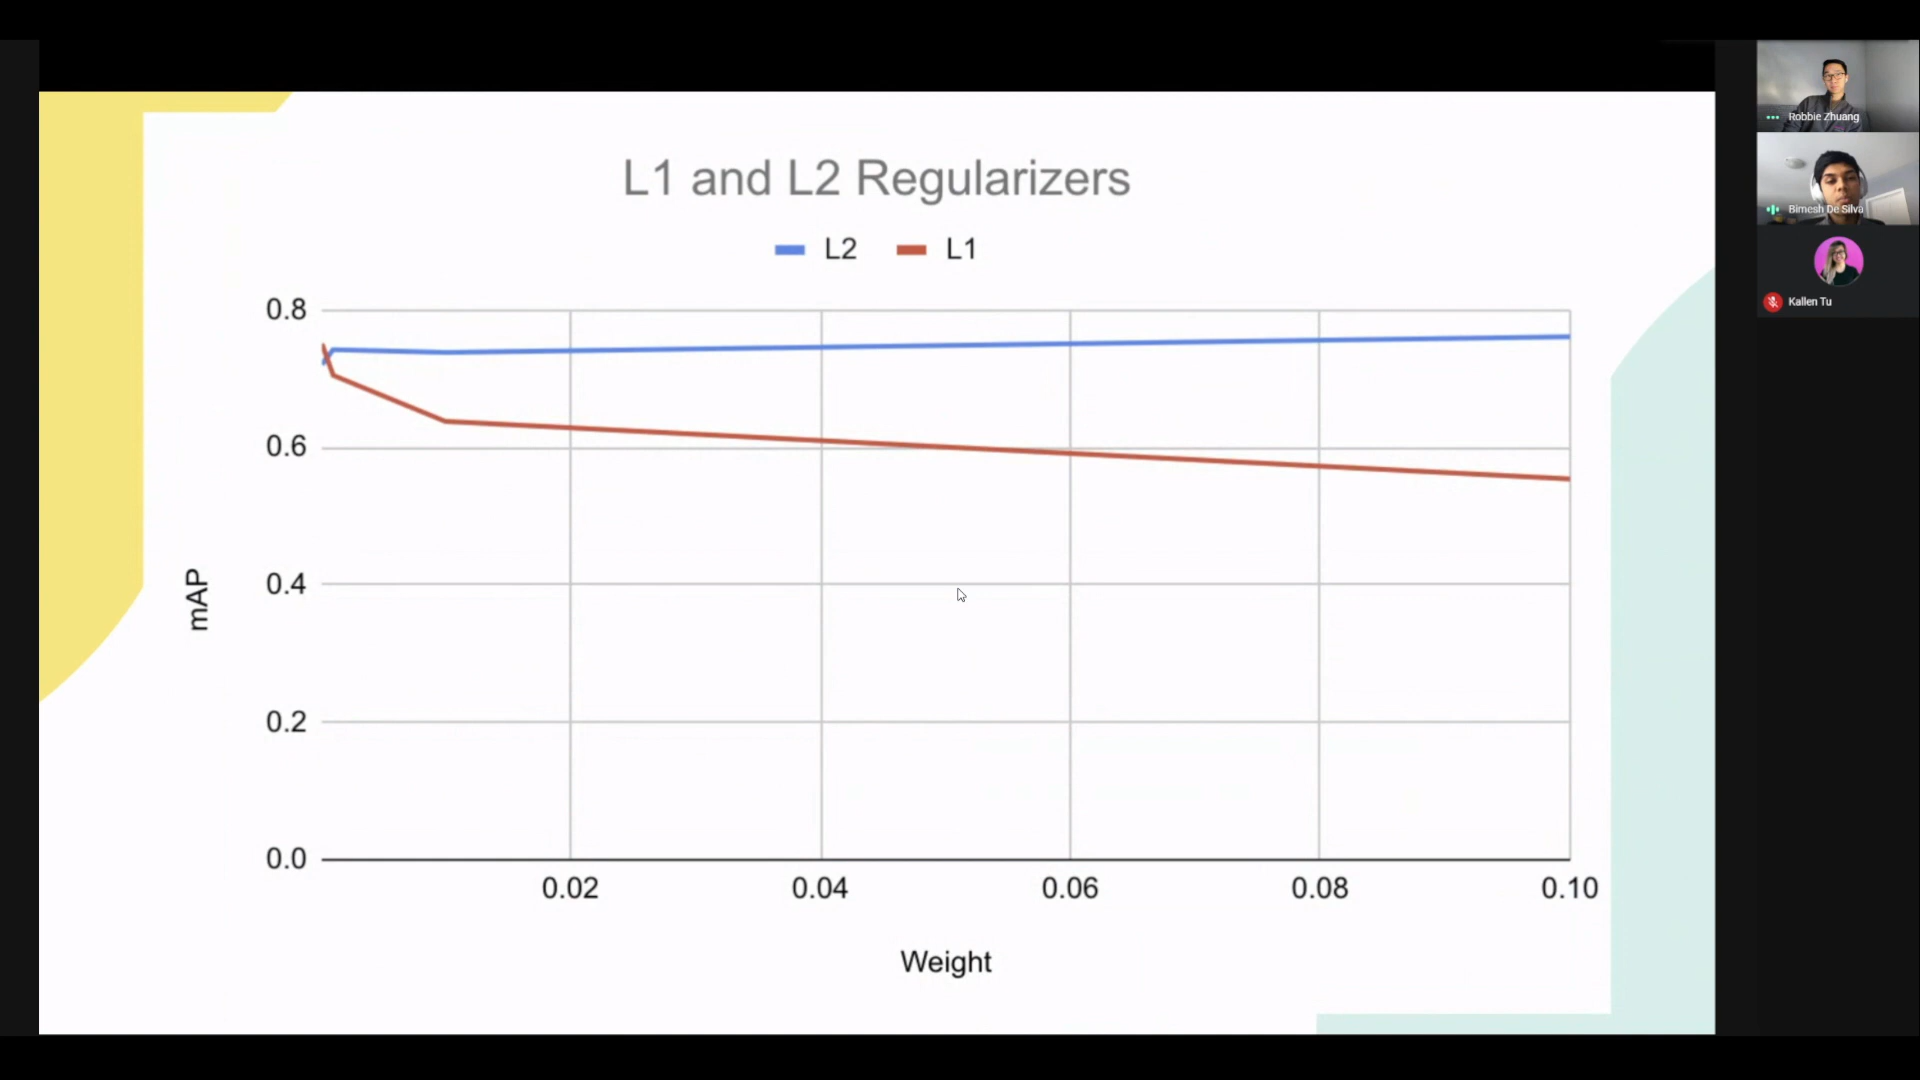 L1 and L2 Regularizers
L2 L1
0.8
0.6
0.4
0.2
0.0
mAP
0.02 0.04 0.06 0.08 0.10
Weight
Robbie Zhuang
Bimesh De Silva
Kallen Tu